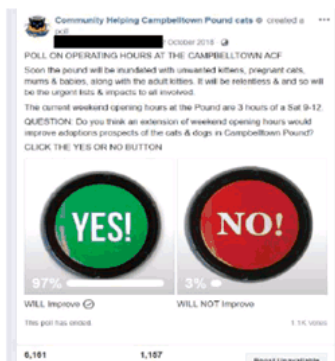 Community Helping Campbelltown Pound cats created a
poll.
October 2018
POLL ON OPERATING HOURS AT THE CAMPBELLTOWN ACF
Soon the pound will be inundated with unwanted kittens, pregnant cats,
mums & babies, along with the adult kitties. It will be relentless & and so will
be the urgent lists & impacts to all involved.
The current weekend opening hours at the Pound are 3 hours of a Sat 9-12.
QUESTION: Do you think an extension of weekend opening hours would
improve adoptions prospects of the cats & dogs in Campbelltown Pound?
CLICK THE YES OR NO BUTTON
YES! NO!
97% 3%
WILL Improve WILL NOT Improve
This poll has ended. 1.1K Votes
6,161 1,157
Boost Unavailable